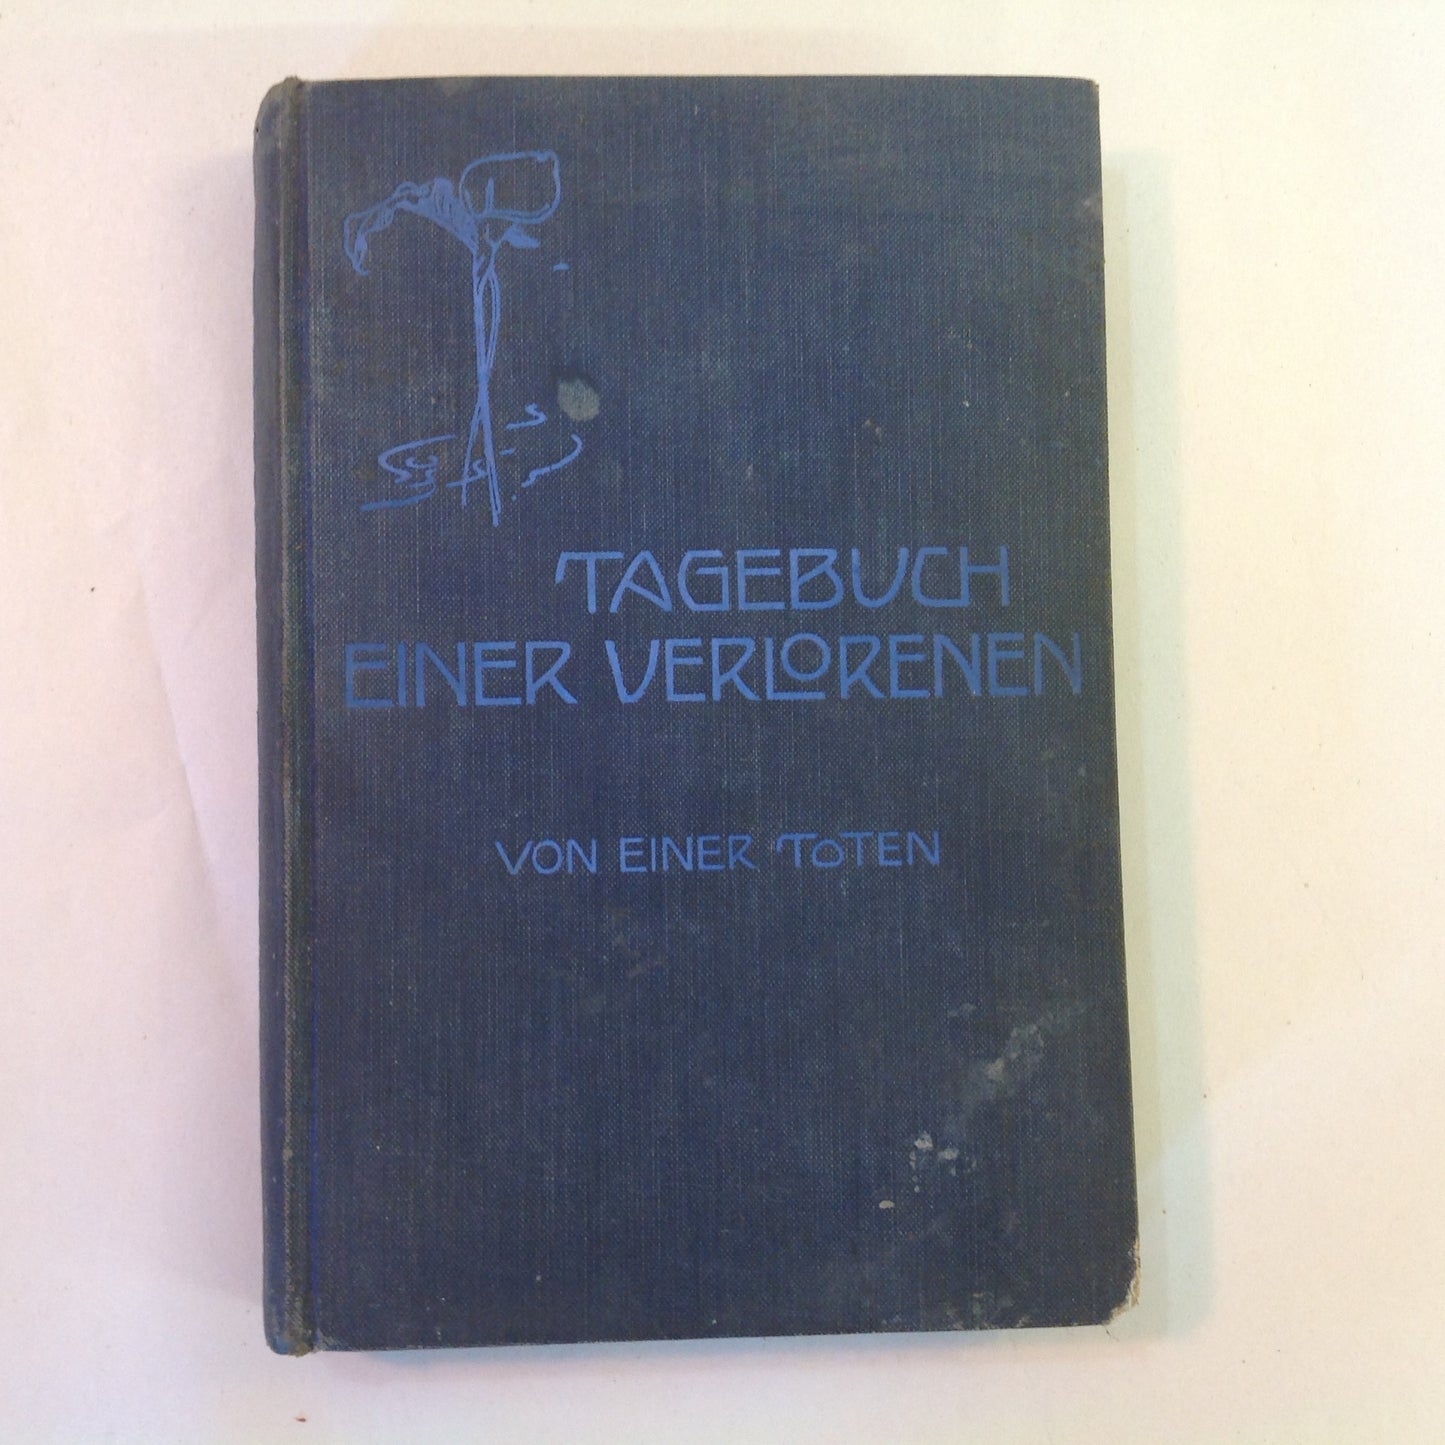 TAGEBUCH
EINER VERLORENEN
VON EINER TOTEN